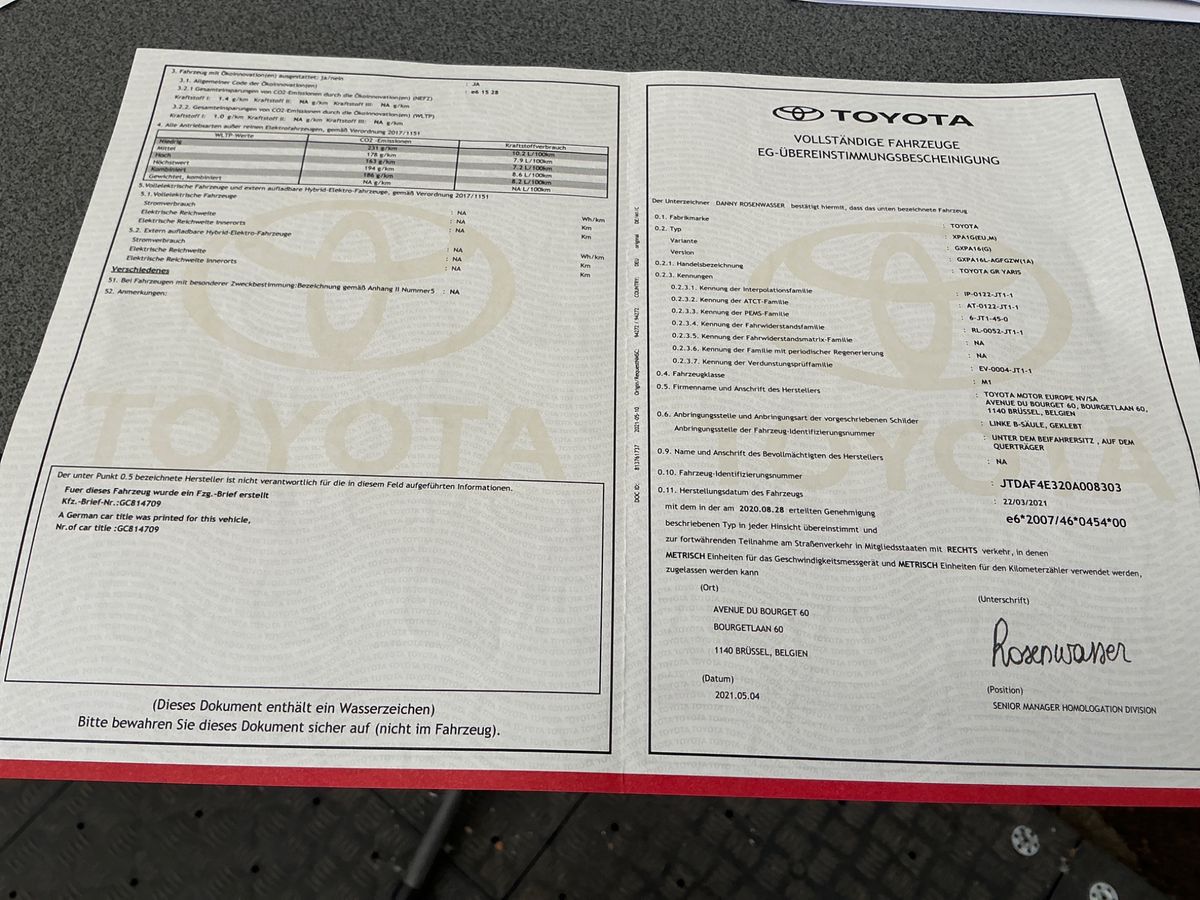 3. Fahrzeug mit Ökoinnovation(en) ausgestattet: ja/nein : JA
3.1. Allgemeiner Code der Ökoinnovation(en) : e6 15 28
3.2.1 Gesamteinsparungen von CO2-Emissionen durch die Ökoinnovation(en) (NEFZ)
Kraftstoff I: 1.4 g/km Kraftstoff II: NA g/km Kraftstoff III: NA g/km
3.2.2. Gesamteinsparungen von CO2-Emissionen durch die Ökoinnovation(en) (WLTP)
Kraftstoff I: 1.0 g/km Kraftstoff II: NA g/km Kraftstoff III: NA g/km
4. Alle Antriebsarten außer reinen Elektrofahrzeugen, gemäß Verordnung 2017/1151
WLTP-Werte CO2 -Emissionen Kraftstoffverbrauch
Niedrig 231 g/km 10.2 L/100km
Mittel 178 g/km 7.9 L/100km
Hoch 163 g/km 7.2 L/100km
Höchstwert 194 g/km 8.6 L/100km
Kombiniert 186 g/km 8.2 L/100km
Gewichtet, kombiniert NA g/km NA L/100km
5.Vollelektrische Fahrzeuge und extern aufladbare Hybrid-Elektro-Fahrzeuge, gemäß Verordnung 2017/1151
5.1.Vollelektrische Fahrzeuge
Stromverbrauch : NA Wh/km
Elektrische Reichweite : NA Km
Elektrische Reichweite Innerorts : NA Km
5.2. Extern aufladbare Hybrid-Elektro-Fahrzeuge
Stromverbrauch : NA Wh/km
Elektrische Reichweite : NA Km
Elektrische Reichweite Innerorts : NA Km
Verschiedenes
51. Bei Fahrzeugen mit besonderer Zweckbestimmung:Bezeichnung gemäß Anhang II Nummer5 : NA
52. Anmerkungen:
TOYOTA
Der unter Punkt 0.5 bezeichnete Hersteller ist nicht verantwortlich für die in diesem Feld aufgeführten Informationen.
Fuer dieses Fahrzeug wurde ein Fzg.-Brief erstellt
Kfz.-Brief-Nr.:GC814709
A German car title was printed for this vehicle,
Nr.of car title :GC814709
(Dieses Dokument enthält ein Wasserzeichen)
Bitte bewahren Sie dieses Dokument sicher auf (nicht im Fahrzeug).
DOC ID: 813761737 2021-05-10 Origin/RequestNMSC: 94272 / 94272 COUNTRY: DEU original
TOYOTA
VOLLSTÄNDIGE FAHRZEUGE
EG-ÜBEREINSTIMMUNGSBESCHEINIGUNG
Der Unterzeichner DANNY ROSENWASSER bestätigt hiermit, dass das unten bezeichnete Fahrzeug
0.1. Fabrikmarke : TOYOTA
0.2. Typ : XPA1G(EU,M)
Variante : GXPA16(G)
Version : GXPA16L-AGFGZW(1A)
0.2.1. Handelsbezeichnung : TOYOTA GR YARIS
0.2.3. Kennungen
0.2.3.1. Kennung der Interpolationsfamilie : IP-0122-JT1-1
0.2.3.2. Kennung der ATCT-Familie : AT-0122-JT1-1
0.2.3.3. Kennung der PEMS-Familie : 6-JT1-45-0
0.2.3.4. Kennung der Fahrwiderstandsfamilie : RL-0052-JT1-1
0.2.3.5. Kennung der Fahrwiderstandsmatrix-Familie : NA
0.2.3.6. Kennung der Familie mit periodischer Regenerierung : NA
0.2.3.7. Kennung der Verdunstungsprüffamilie : EV-0004-JT1-1
0.4. Fahrzeugklasse : M1
0.5. Firmenname und Anschrift des Herstellers : TOYOTA MOTOR EUROPE NV/SA
AVENUE DU BOURGET 60, BOURGETLAAN 60,
1140 BRÜSSEL, BELGIEN
0.6. Anbringungsstelle und Anbringungsart der vorgeschriebenen Schilder : LINKE B-SÄULE, GEKLEBT
Anbringungsstelle der Fahrzeug-Identifizierungsnummer : UNTER DEM BEIFAHRERSITZ , AUF DEM
QUERTRÄGER
0.9. Name und Anschrift des Bevollmächtigten des Herstellers : NA
0.10. Fahrzeug-Identifizierungsnummer : JTDAF4E320A008303
0.11. Herstellungsdatum des Fahrzeugs : 22/03/2021
mit dem in der am 2020.08.28 erteilten Genehmigung e6*2007/46*0454*00
beschriebenen Typ in jeder Hinsicht übereinstimmt und
zur fortwährenden Teilnahme am Straßenverkehr in Mitgliedsstaaten mit RECHTS verkehr, in denen
METRISCH Einheiten für das Geschwindigkeitsmessgerät und METRISCH Einheiten für den Kilometerzähler verwendet werden,
zugelassen werden kann
(Ort) (Unterschrift)
AVENUE DU BOURGET 60
BOURGETLAAN 60
1140 BRÜSSEL, BELGIEN
Rosenwasser
(Datum) (Position)
2021.05.04 SENIOR MANAGER HOMOLOGATION DIVISION